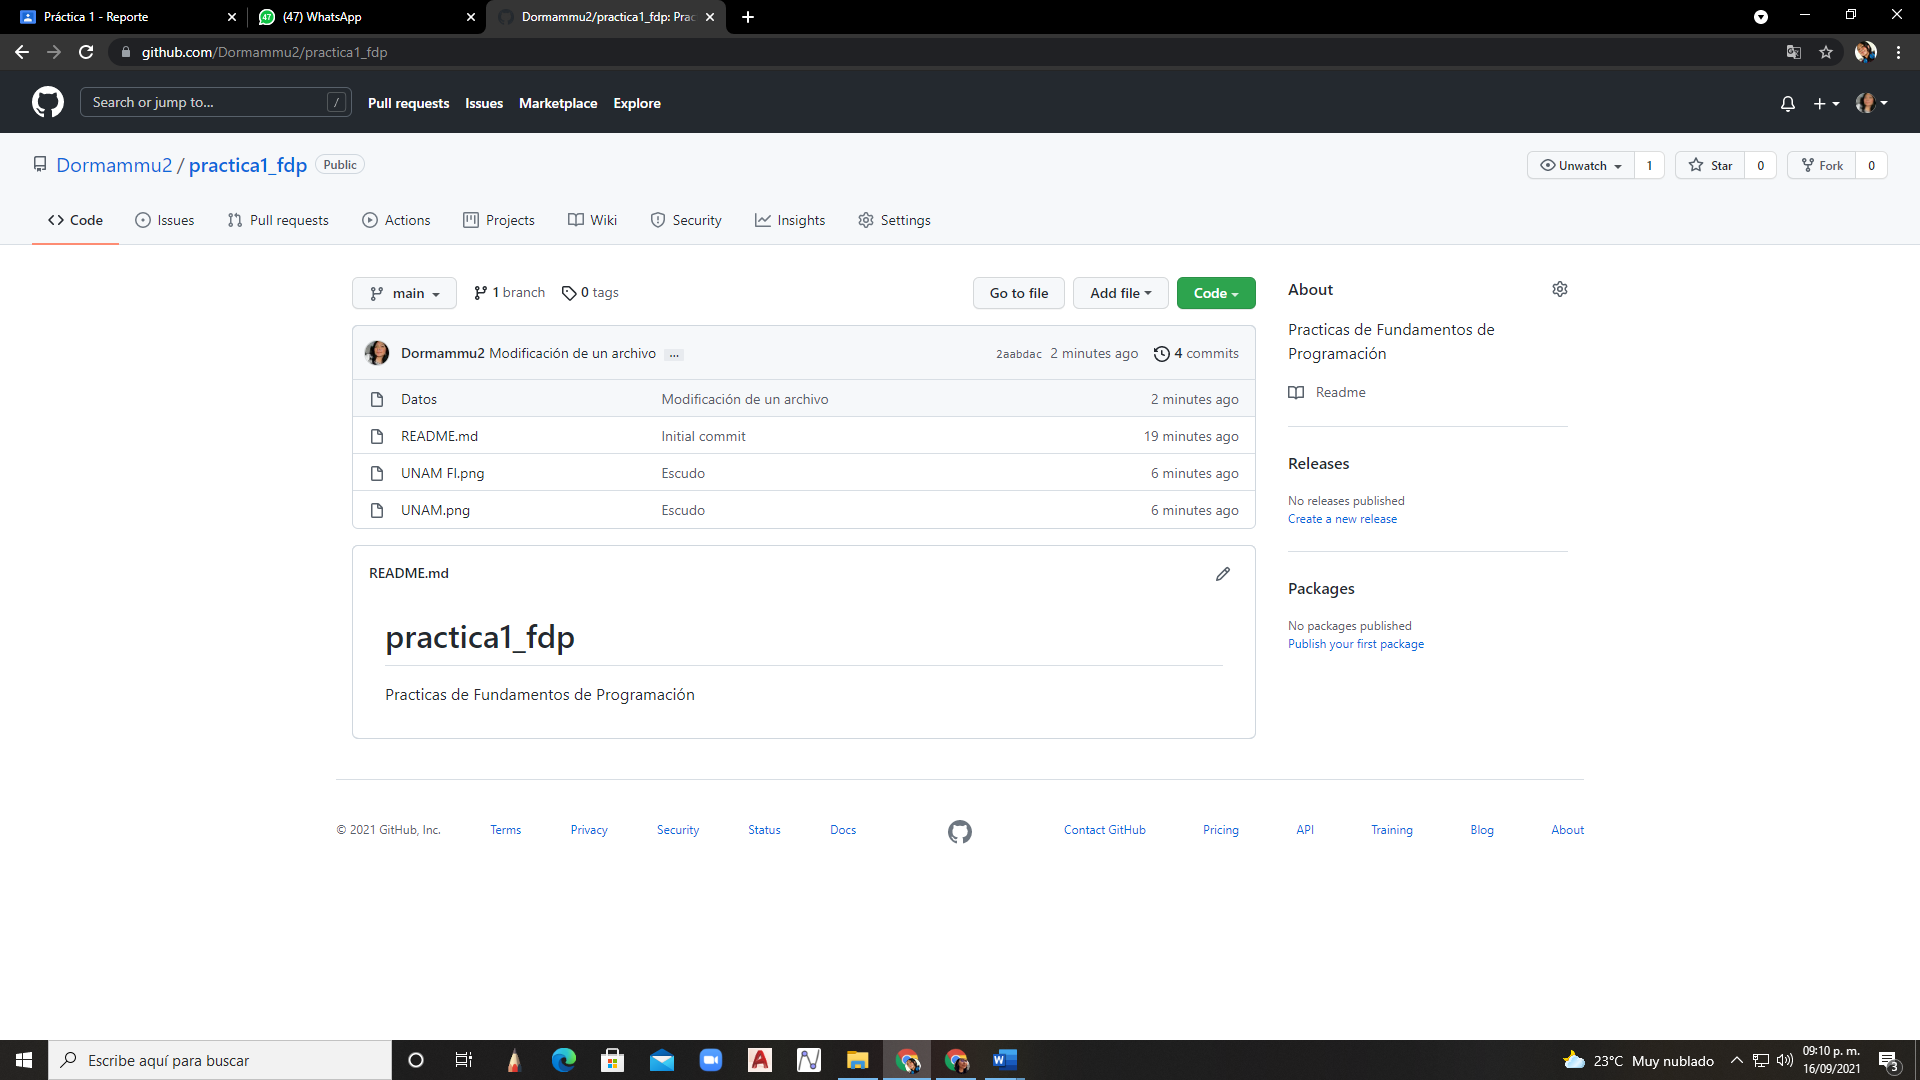 Práctica 1 - Reporte
47
(47) WhatsApp
Dormammu2/practica1_fdp: Prac
github.com/Dormammu2/practica1_fdp
Search or jump to...
/
Pull requests
Issues
Marketplace
Explore
Dormammu2 / practica1_fdp
Public
Unwatch 1
Star 0
Fork 0
Code
Issues
Pull requests
Actions
Projects
Wiki
Security
Insights
Settings
main
1 branch
0 tags
Go to file
Add file
Code
Dormammu2 Modificación de un archivo ...
2aabdac 2 minutes ago
4 commits
Datos Modificación de un archivo 2 minutes ago
README.md Initial commit 19 minutes ago
UNAM FI.png Escudo 6 minutes ago
UNAM.png Escudo 6 minutes ago
README.md
practica1_fdp
Practicas de Fundamentos de Programación
About
Practicas de Fundamentos de
Programación
Readme
Releases
No releases published
Create a new release
Packages
No packages published
Publish your first package
© 2021 GitHub, Inc.
Terms
Privacy
Security
Status
Docs
Contact GitHub
Pricing
API
Training
Blog
About
Escribe aquí para buscar
23°C Muy nublado
09:10 p. m.
16/09/2021
3